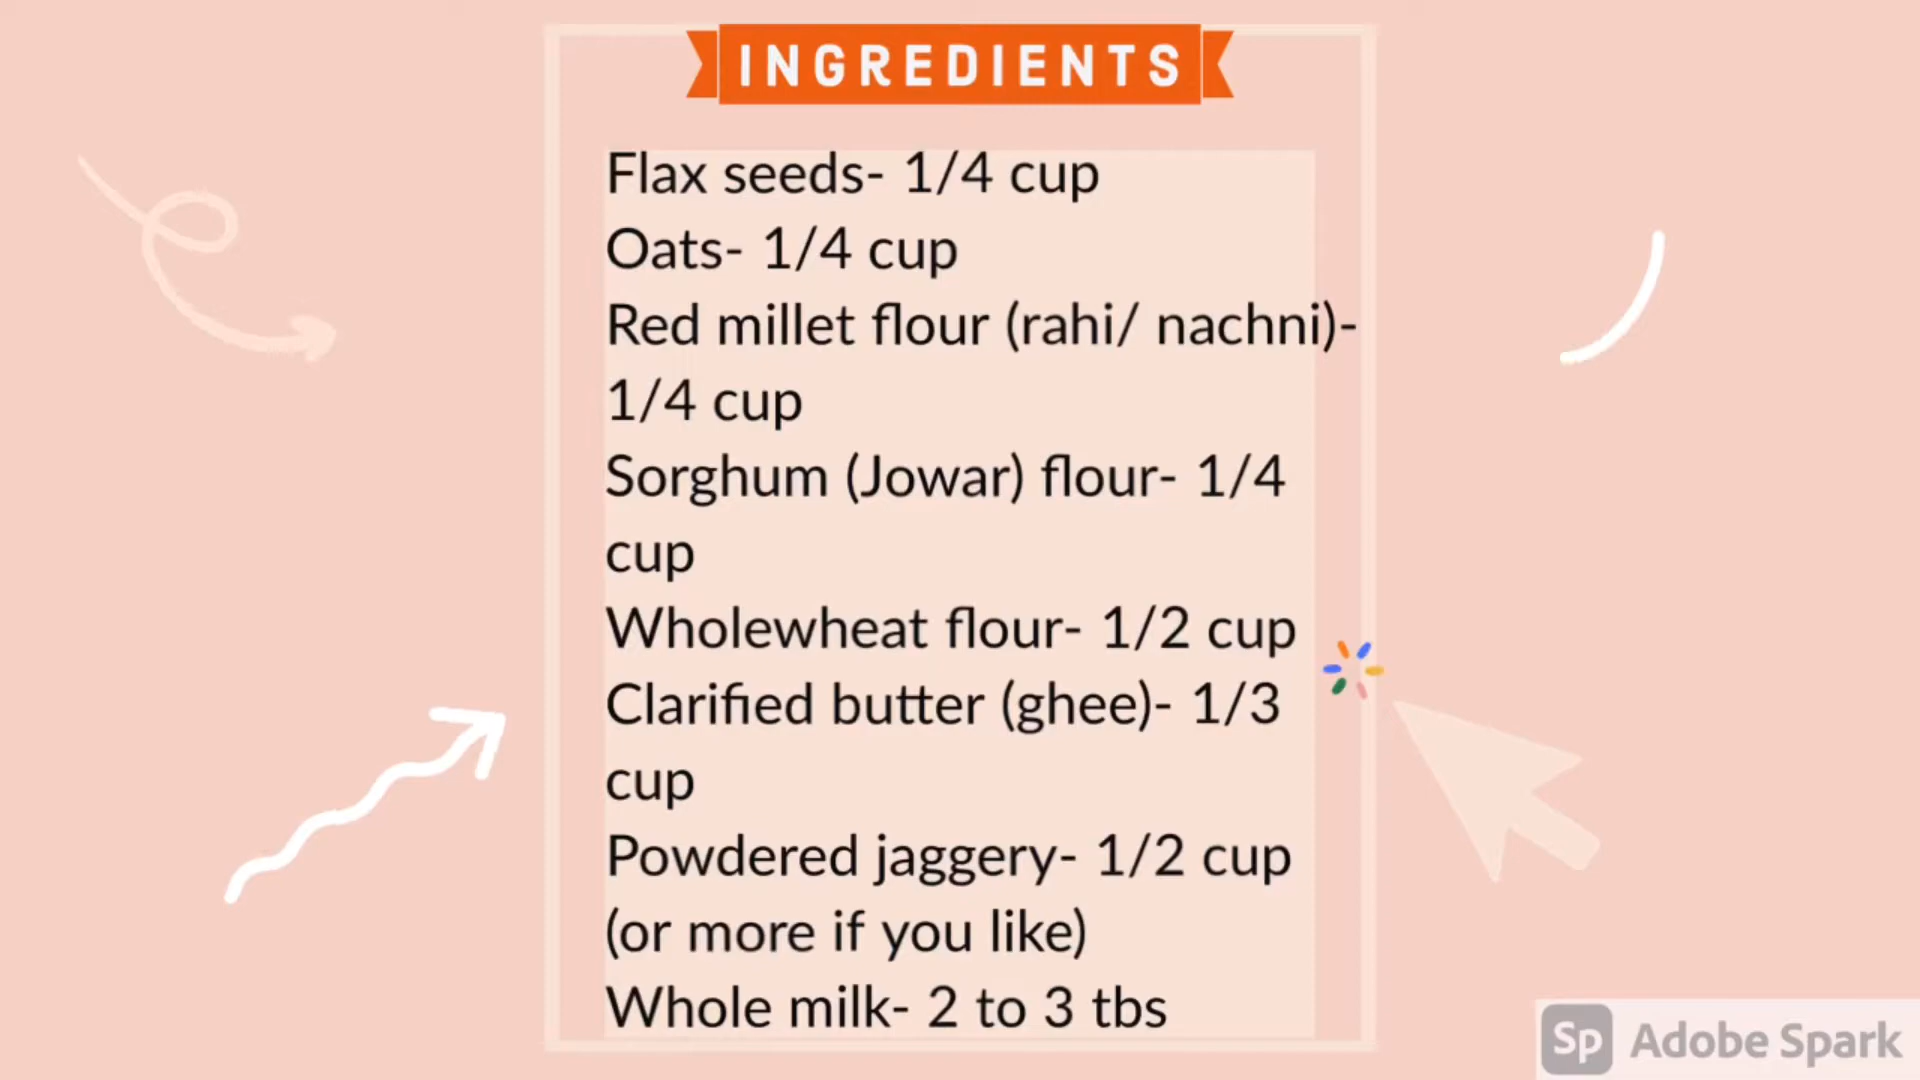 INGREDIENTS
Flax seeds- 1/4 cup
Oats- 1/4 cup
Red millet flour (rahi/ nachni)-
1/4 cup
Sorghum (Jowar) flour- 1/4
cup
Wholewheat flour- 1/2 cup
Clarified butter (ghee)- 1/3
cup
Powdered jaggery- 1/2 cup
(or more if you like)
Whole milk- 2 to 3 tbs
Sp Adobe Spark